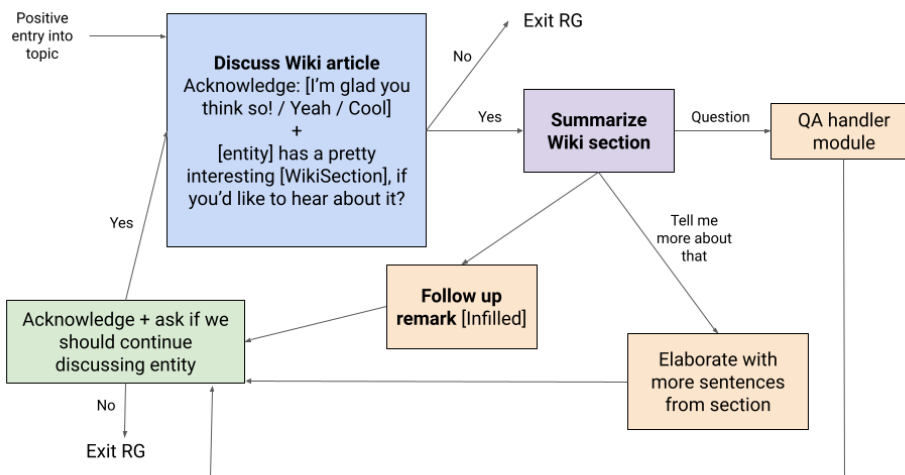 Positive
entry into
topic
Discuss Wiki article
Acknowledge: [I'm glad you
think so! / Yeah / Cool]
+
[entity] has a pretty
interesting [WikiSection], if
you'd like to hear about it?
No
Exit RG
Yes
Summarize
Wiki section
Question
QA handler
module
Yes
Tell me
more about
that
Follow up
remark [Infilled]
Acknowledge + ask if we
should continue
discussing entity
Elaborate with
more sentences
from section
No
Exit RG